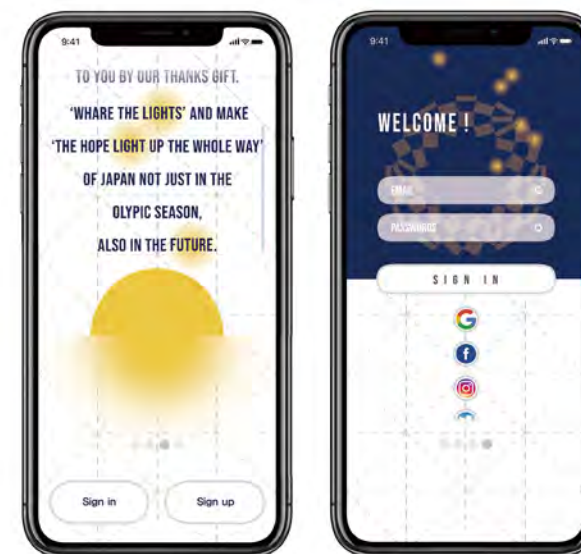 9:41
TO YOU BY OUR THANKS GIFT.
‘WHARE THE LIGHTS’ AND MAKE
‘THE HOPE LIGHT UP THE WHOLE WAY’
OF JAPAN NOT JUST IN THE
OLYPIC SEASON,
ALSO IN THE FUTURE.
Sign in
Sign up
9:41
WELCOME !
EMAIL
PASSWORDS
SIGN IN